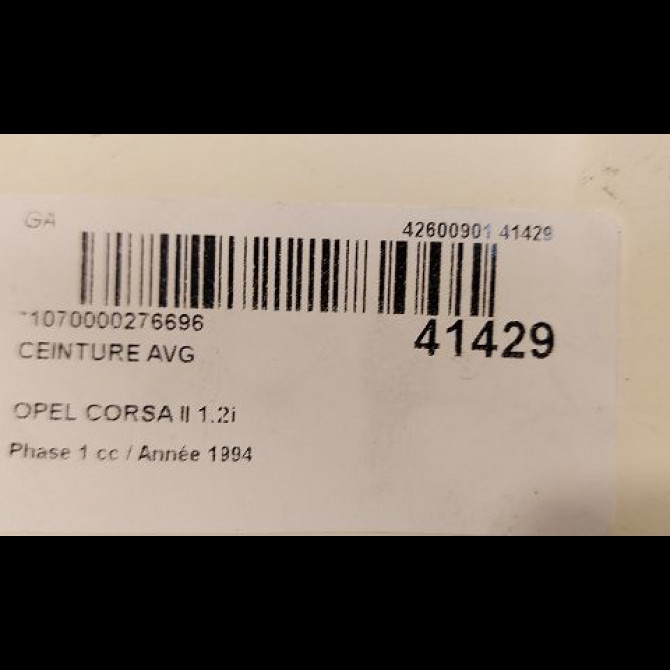 GA
42600901 41429
1070000276696
41429
CEINTURE AVG
OPEL CORSA II 1.2i
Phase 1 cc / Année 1994